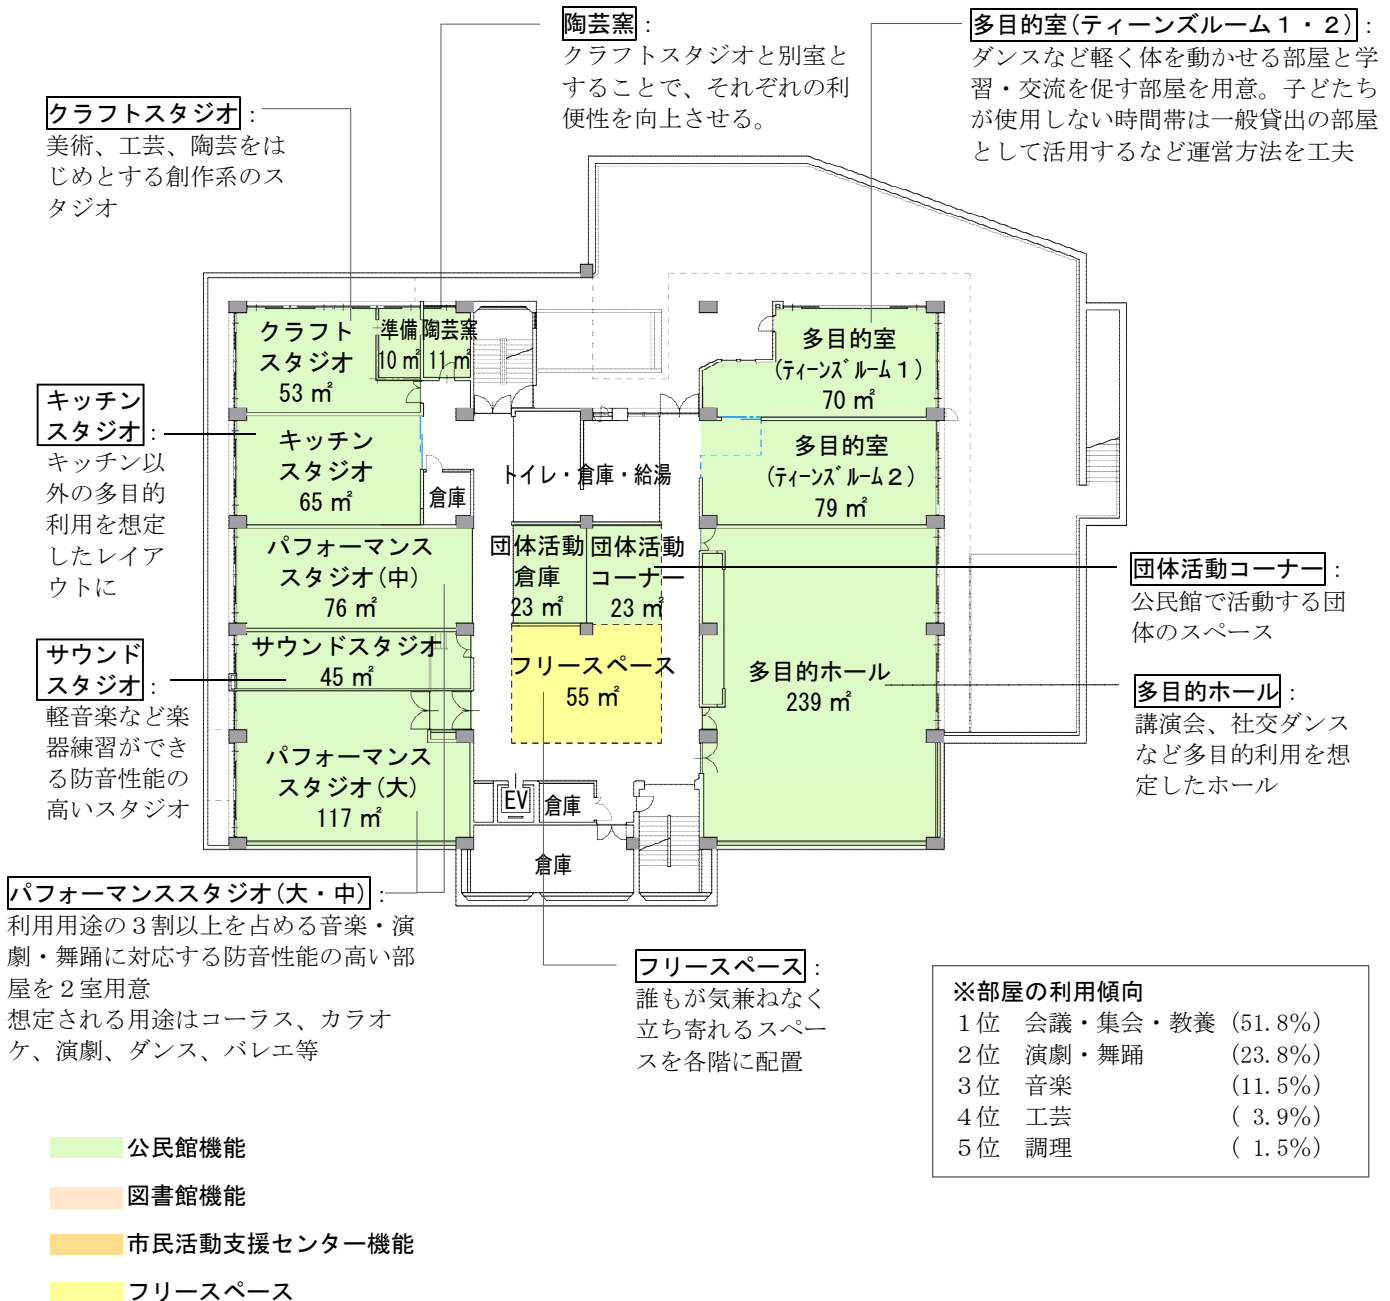 陶芸窯：
クラフトスタジオと別室と
することで、それぞれの利
便性を向上させる。
多目的室(ティーンズルーム１・２)：
ダンスなど軽く体を動かせる部屋と学
習・交流を促す部屋を用意。子どもたち
が使用しない時間帯は一般貸出の部屋
として活用するなど運営方法を工夫
クラフトスタジオ：
美術、工芸、陶芸をは
じめとする創作系のス
タジオ
キッチン
スタジオ：
キッチン以
外の多目的
利用を想定
したレイア
ウトに
サウンド
スタジオ：
軽音楽など楽
器練習ができ
る防音性能の
高いスタジオ
クラフト
スタジオ
53 ㎡
準備
10 ㎡
陶芸窯
11 ㎡
キッチン
スタジオ
65 ㎡
倉庫
トイレ・倉庫・給湯
パフォーマンス
スタジオ(中)
76 ㎡
サウンドスタジオ
45 ㎡
パフォーマンス
スタジオ(大)
117 ㎡
団体活動
倉庫
23 ㎡
団体活動
コーナー
23 ㎡
フリースペース
55 ㎡
EV
倉庫
倉庫
多目的室
(ティーンズルーム１)
70 ㎡
多目的室
(ティーンズルーム２)
79 ㎡
多目的ホール
239 ㎡
団体活動コーナー：
公民館で活動する団
体のスペース
多目的ホール：
講演会、社交ダンス
など多目的利用を想
定したホール
パフォーマンススタジオ(大・中)：
利用用途の３割以上を占める音楽・演
劇・舞踊に対応する防音性能の高い部
屋を２室用意
想定される用途はコーラス、カラオ
ケ、演劇、ダンス、バレエ等
フリースペース：
誰もが気兼ねなく
立ち寄れるスペー
スを各階に配置
※部屋の利用傾向
１位 会議・集会・教養 (51.8%)
２位 演劇・舞踊 (23.8%)
３位 音楽 (11.5%)
４位 工芸 ( 3.9%)
５位 調理 ( 1.5%)
公民館機能
図書館機能
市民活動支援センター機能
フリースペース